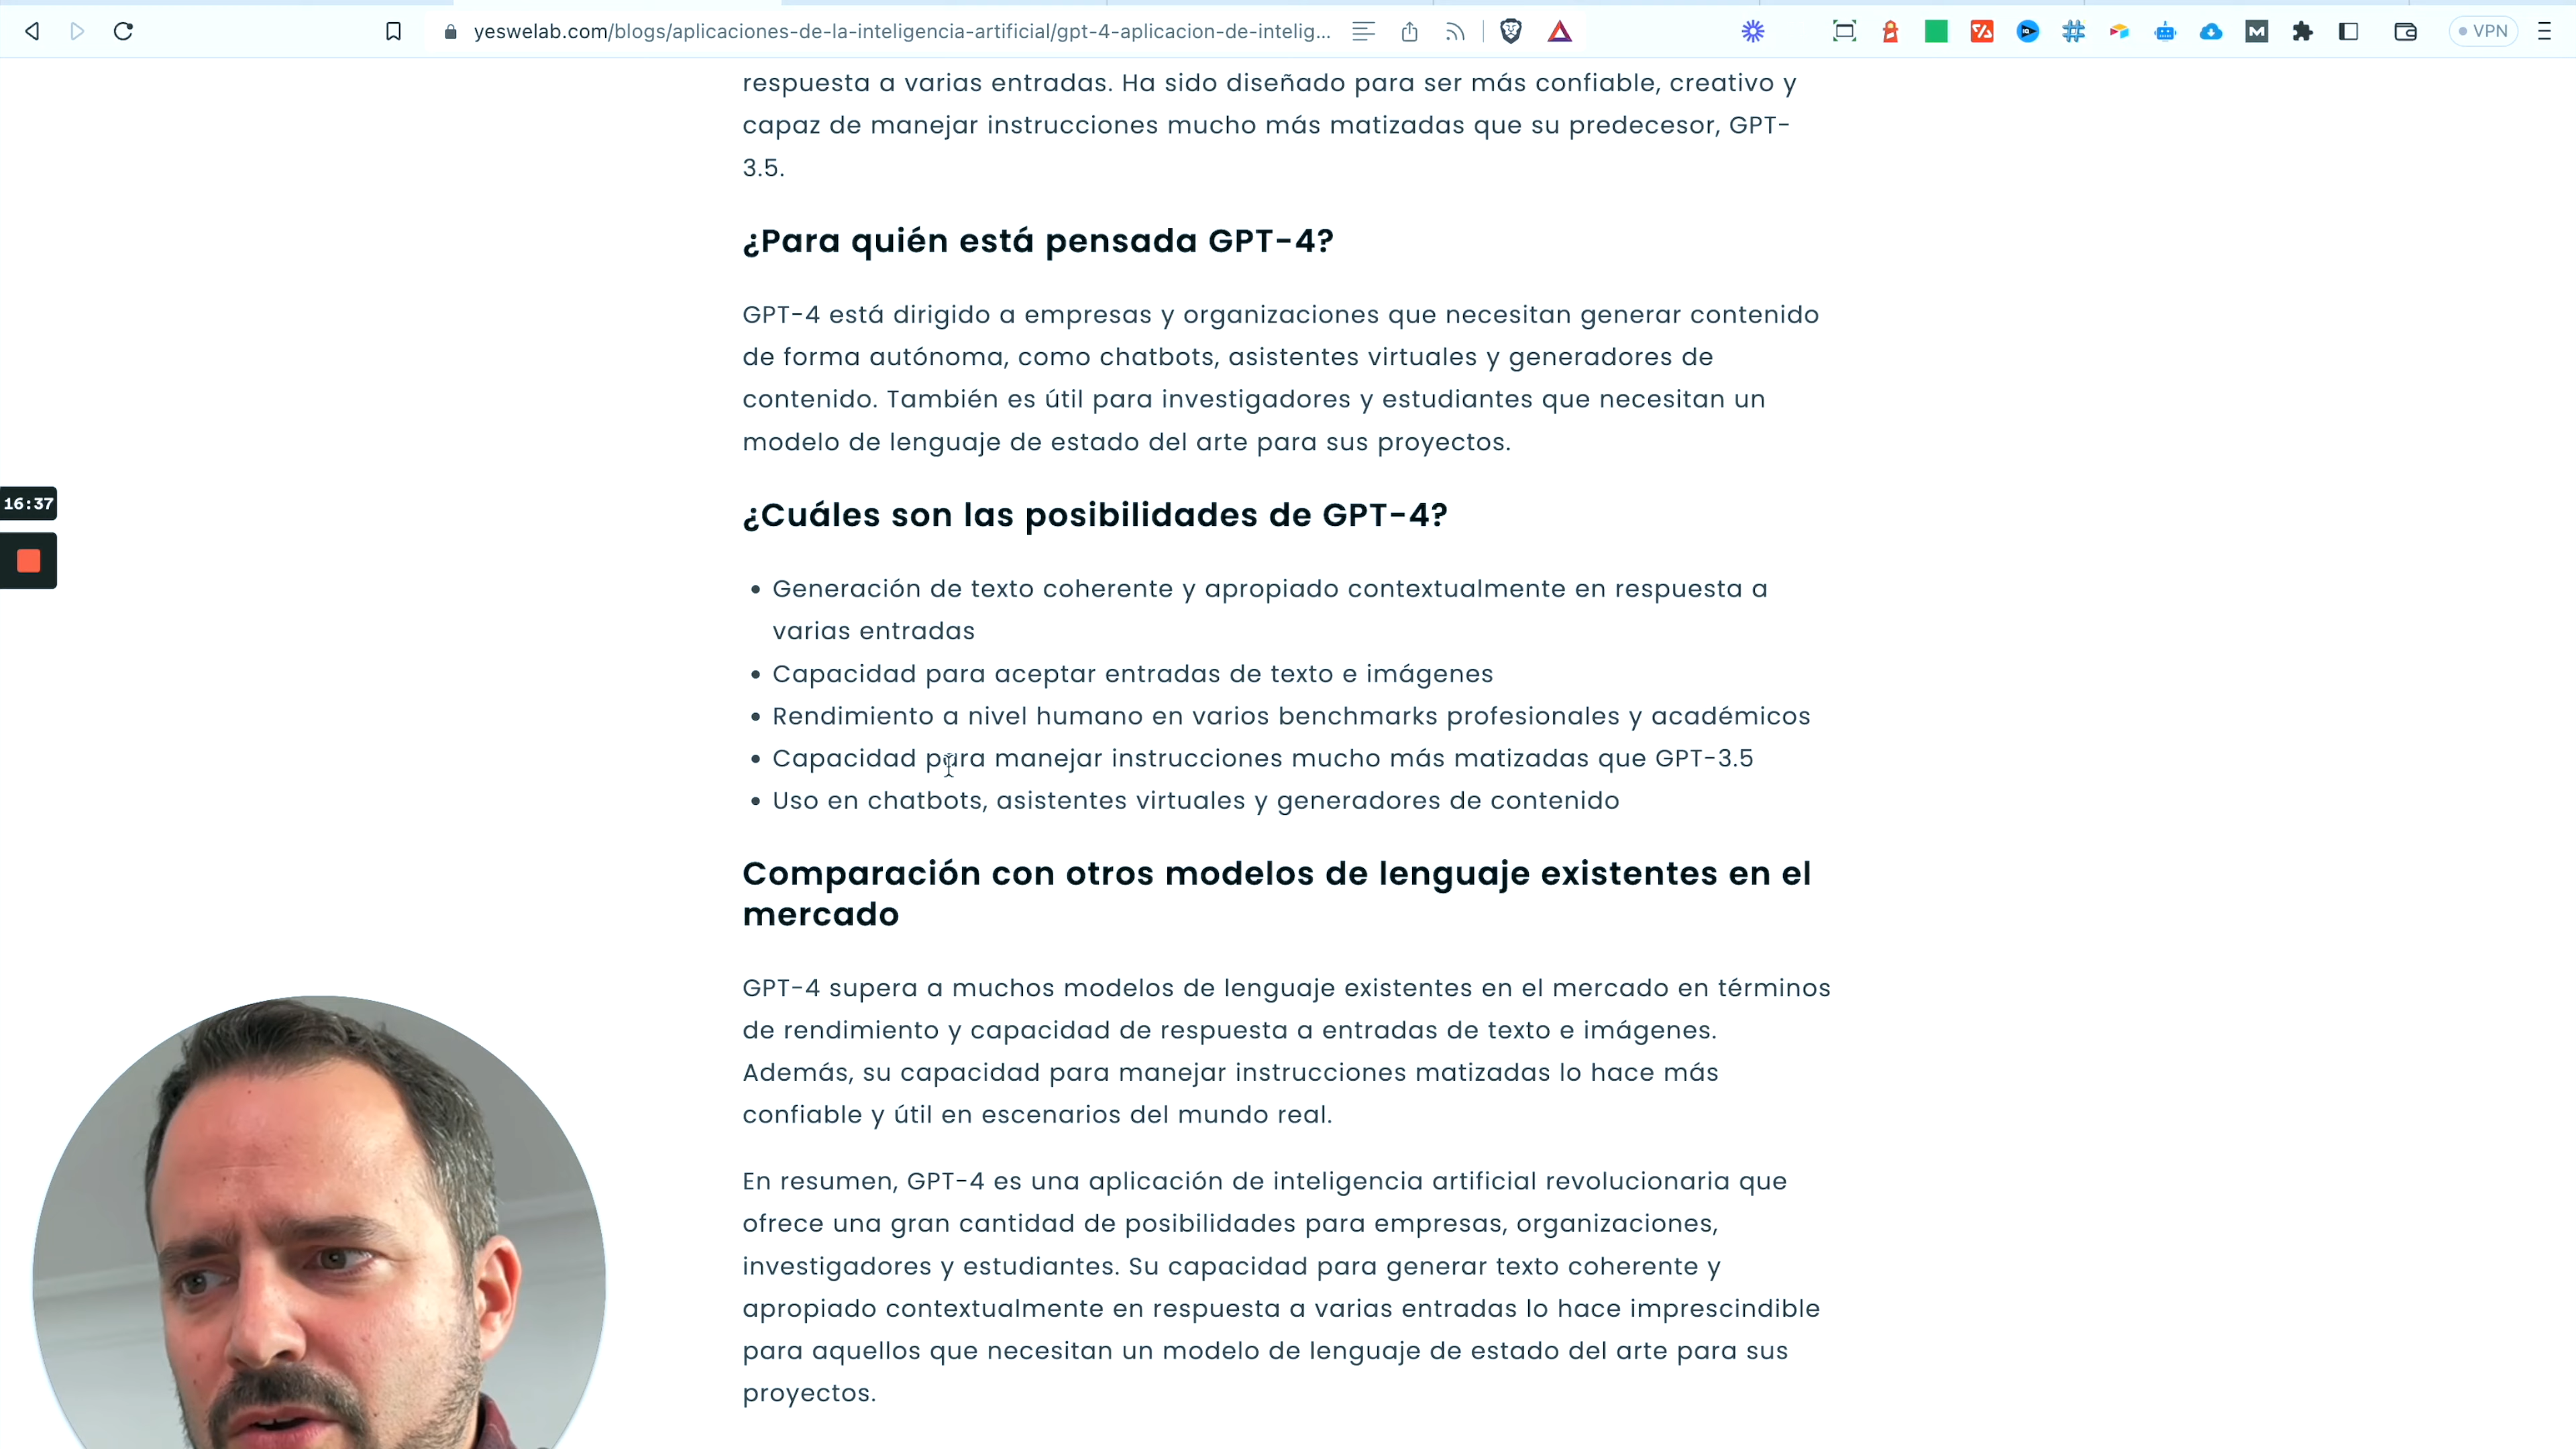 yeswelab.com/blogs/aplicaciones-de-la-inteligencia-artificial/gpt-4-aplicacion-de-intelig...
VPN
respuesta a varias entradas. Ha sido diseñado para ser más confiable, creativo y
capaz de manejar instrucciones mucho más matizadas que su predecesor, GPT-
3.5.
¿Para quién está pensada GPT-4?
GPT-4 está dirigido a empresas y organizaciones que necesitan generar contenido
de forma autónoma, como chatbots, asistentes virtuales y generadores de
contenido. También es útil para investigadores y estudiantes que necesitan un
modelo de lenguaje de estado del arte para sus proyectos.
16:37
¿Cuáles son las posibilidades de GPT-4?
• Generación de texto coherente y apropiado contextualmente en respuesta a
varias entradas
• Capacidad para aceptar entradas de texto e imágenes
• Rendimiento a nivel humano en varios benchmarks profesionales y académicos
• Capacidad para manejar instrucciones mucho más matizadas que GPT-3.5
• Uso en chatbots, asistentes virtuales y generadores de contenido
Comparación con otros modelos de lenguaje existentes en el
mercado
GPT-4 supera a muchos modelos de lenguaje existentes en el mercado en términos
de rendimiento y capacidad de respuesta a entradas de texto e imágenes.
Además, su capacidad para manejar instrucciones matizadas lo hace más
confiable y útil en escenarios del mundo real.
En resumen, GPT-4 es una aplicación de inteligencia artificial revolucionaria que
ofrece una gran cantidad de posibilidades para empresas, organizaciones,
investigadores y estudiantes. Su capacidad para generar texto coherente y
apropiado contextualmente en respuesta a varias entradas lo hace imprescindible
para aquellos que necesitan un modelo de lenguaje de estado del arte para sus
proyectos.